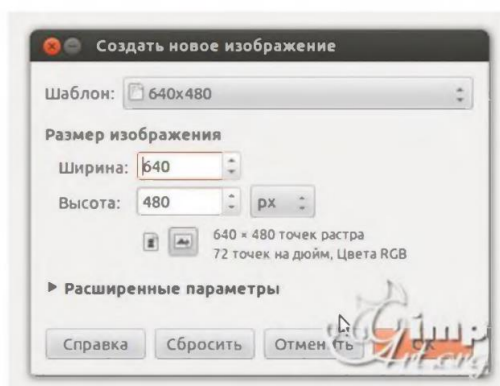 Создать новое изображение
Шаблон: 640x480
Размер изображения
Ширина: 640
Высота: 480 px
640 × 480 точек растра
72 точек на дюйм, Цвета RGB
Расширенные параметры
Справка Сбросить Отменить
Gimp
Art.org